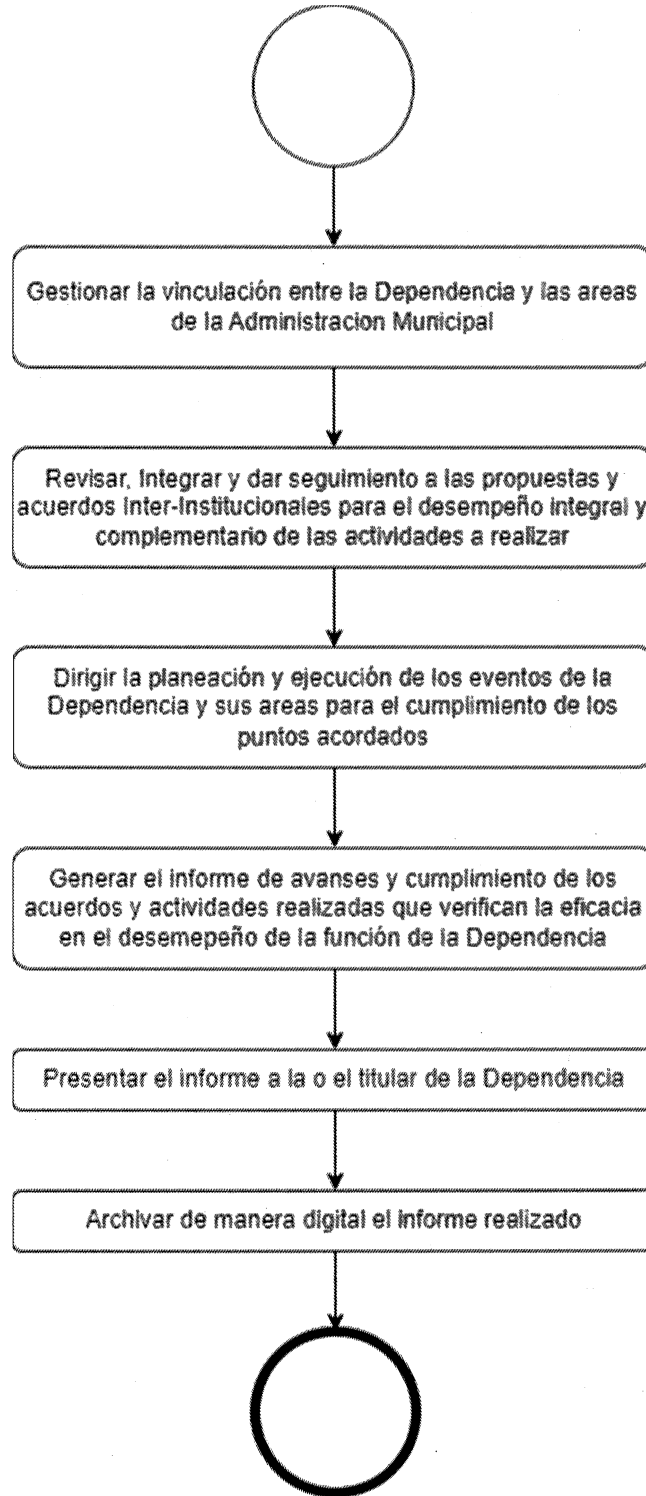 Gestionar la vinculación entre la Dependencia y las areas
de la Administracion Municipal
Revisar, Integrar y dar seguimiento a las propuestas y
acuerdos Inter-Institucionales para el desempeño integral y
complementario de las actividades a realizar
Dirigir la planeación y ejecución de los eventos de la
Dependencia y sus areas para el cumplimiento de los
puntos acordados
Generar el informe de avanses y cumplimiento de los
acuerdos y actividades realizadas que verifican la eficacia
en el desemepeño de la función de la Dependencia
Presentar el informe a la o el titular de la Dependencia
Archivar de manera digital el informe realizado